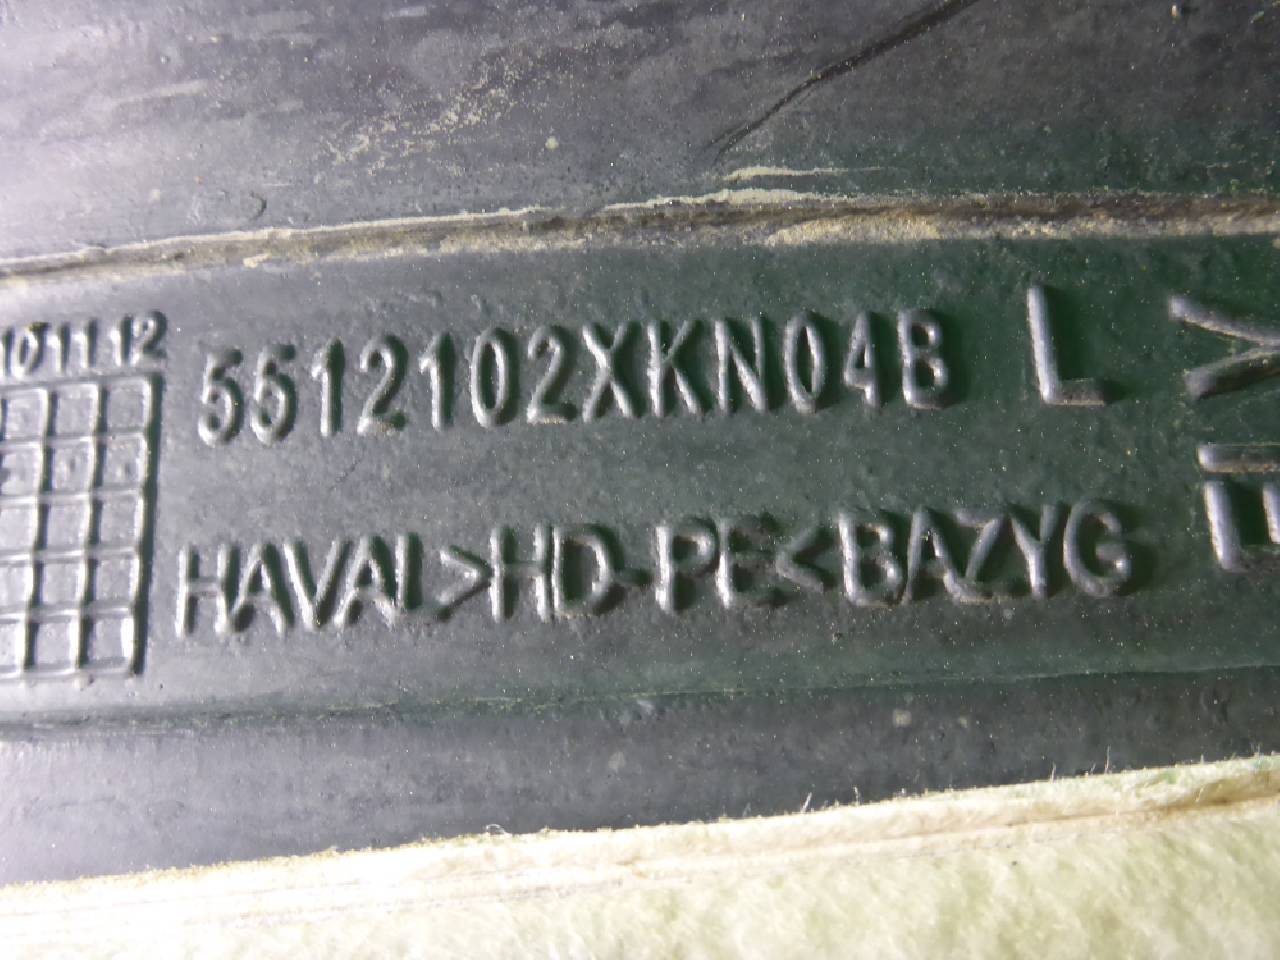 10 11 12
5512102XKN04B L
HAVAL >HD-PE< BAZYG